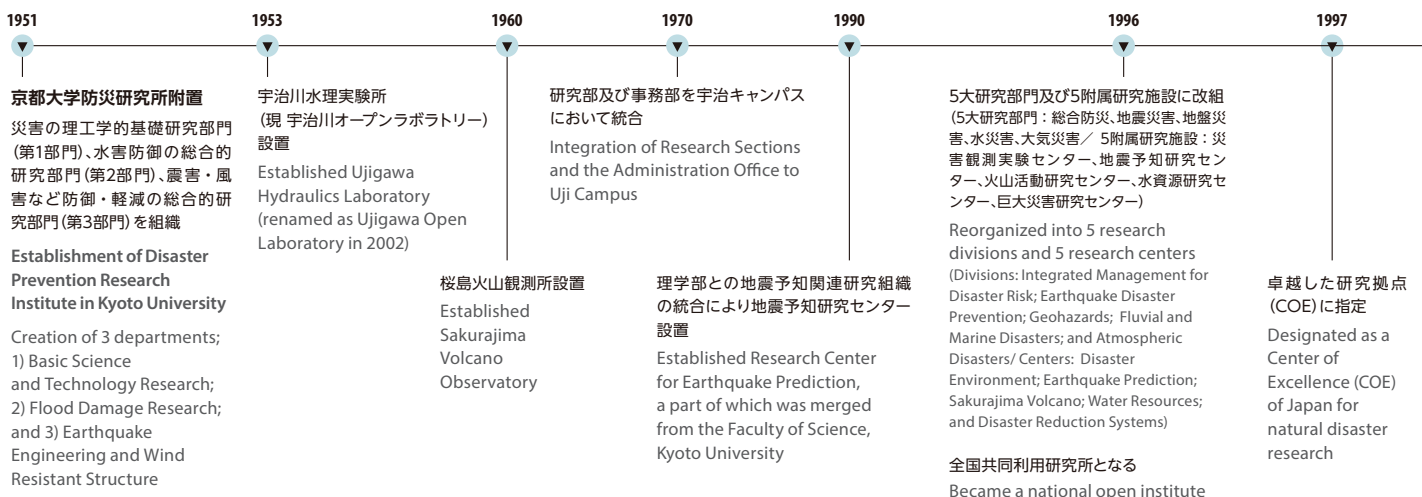 1951
1953
1960
1970
1990
1996
1997
京都大学防災研究所附置
災害の理工学的基礎研究部門
(第1部門)、水害防御の総合的
研究部門(第2部門)、震害・風
害など防御・軽減の総合的研
究部門(第3部門)を組織
Establishment of Disaster
Prevention Research
Institute in Kyoto University
Creation of 3 departments;
1) Basic Science
and Technology Research;
2) Flood Damage Research;
and 3) Earthquake
Engineering and Wind
Resistant Structure
宇治川水理実験所
(現 宇治川オープンラボラトリー)
設置
Established Ujigawa
Hydraulics Laboratory
(renamed as Ujigawa Open
Laboratory in 2002)
桜島火山観測所設置
Established
Sakurajima
Volcano
Observatory
研究部及び事務部を宇治キャンパス
において統合
Integration of Research Sections
and the Administration Office to
Uji Campus
理学部との地震予知関連研究組織
の統合により地震予知研究センター
設置
Established Research Center
for Earthquake Prediction,
a part of which was merged
from the Faculty of Science,
Kyoto University
5大研究部門及び5附属研究施設に改組
(5大研究部門：総合防災、地震災害、地盤災
害、水災害、大気災害／ 5附属研究施設：災
害観測実験センター、地震予知研究セン
ター、火山活動研究センター、水資源研究セ
ンター、巨大災害研究センター)
Reorganized into 5 research
divisions and 5 research centers
(Divisions: Integrated Management for
Disaster Risk; Earthquake Disaster
Prevention; Geohazards; Fluvial and
Marine Disasters; and Atmospheric
Disasters/ Centers: Disaster
Environment; Earthquake Prediction;
Sakurajima Volcano; Water Resources;
and Disaster Reduction Systems)
全国共同利用研究所となる
Became a national open institute
卓越した研究拠点
(COE)に指定
Designated as a
Center of
Excellence (COE)
of Japan for
natural disaster
research